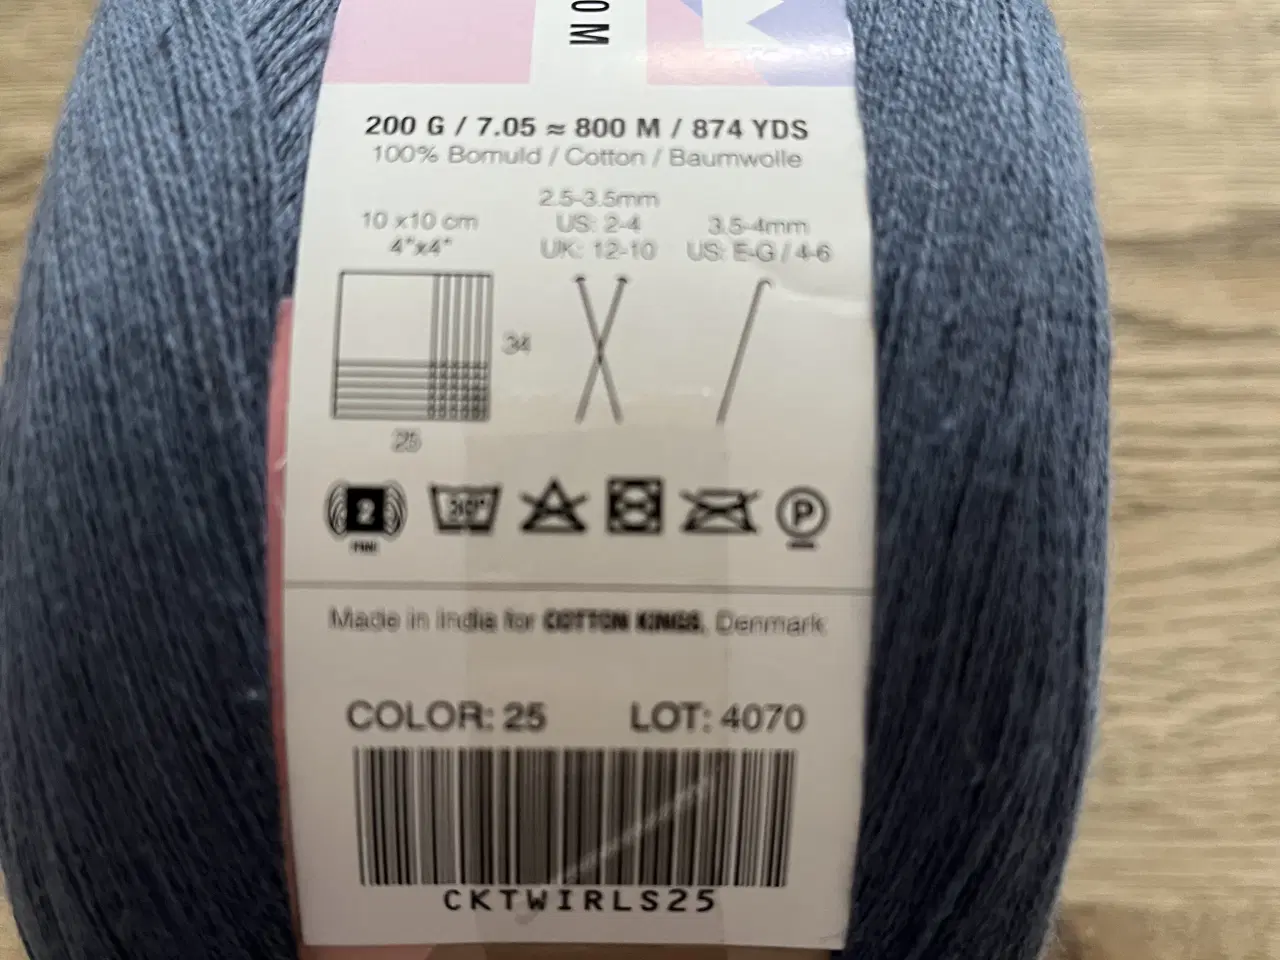 OM
200 G / 7.05 ≈ 800 M / 874 YDS
100% Bomuld / Cotton / Baumwolle
10 x10 cm
4"x4"
2.5-3.5mm
US: 2-4
UK: 12-10
3.5-4mm
US: E-G / 4-6
34
25
2
30°
P
Made in India for COTTON KINGS, Denmark
COLOR: 25 LOT: 4070
CKTWIRLS25